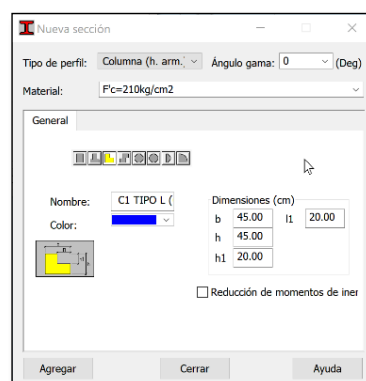 Nueva sección
Tipo de perfil: Columna (h. arm.) Ángulo gama: 0 (Deg)
Material: F'c=210kg/cm2
General
Nombre: C1 TIPO L (
Color:
Dimensiones (cm)
b 45.00 l1 20.00
h 45.00
h1 20.00
Reducción de momentos de iner
Agregar Cerrar Ayuda